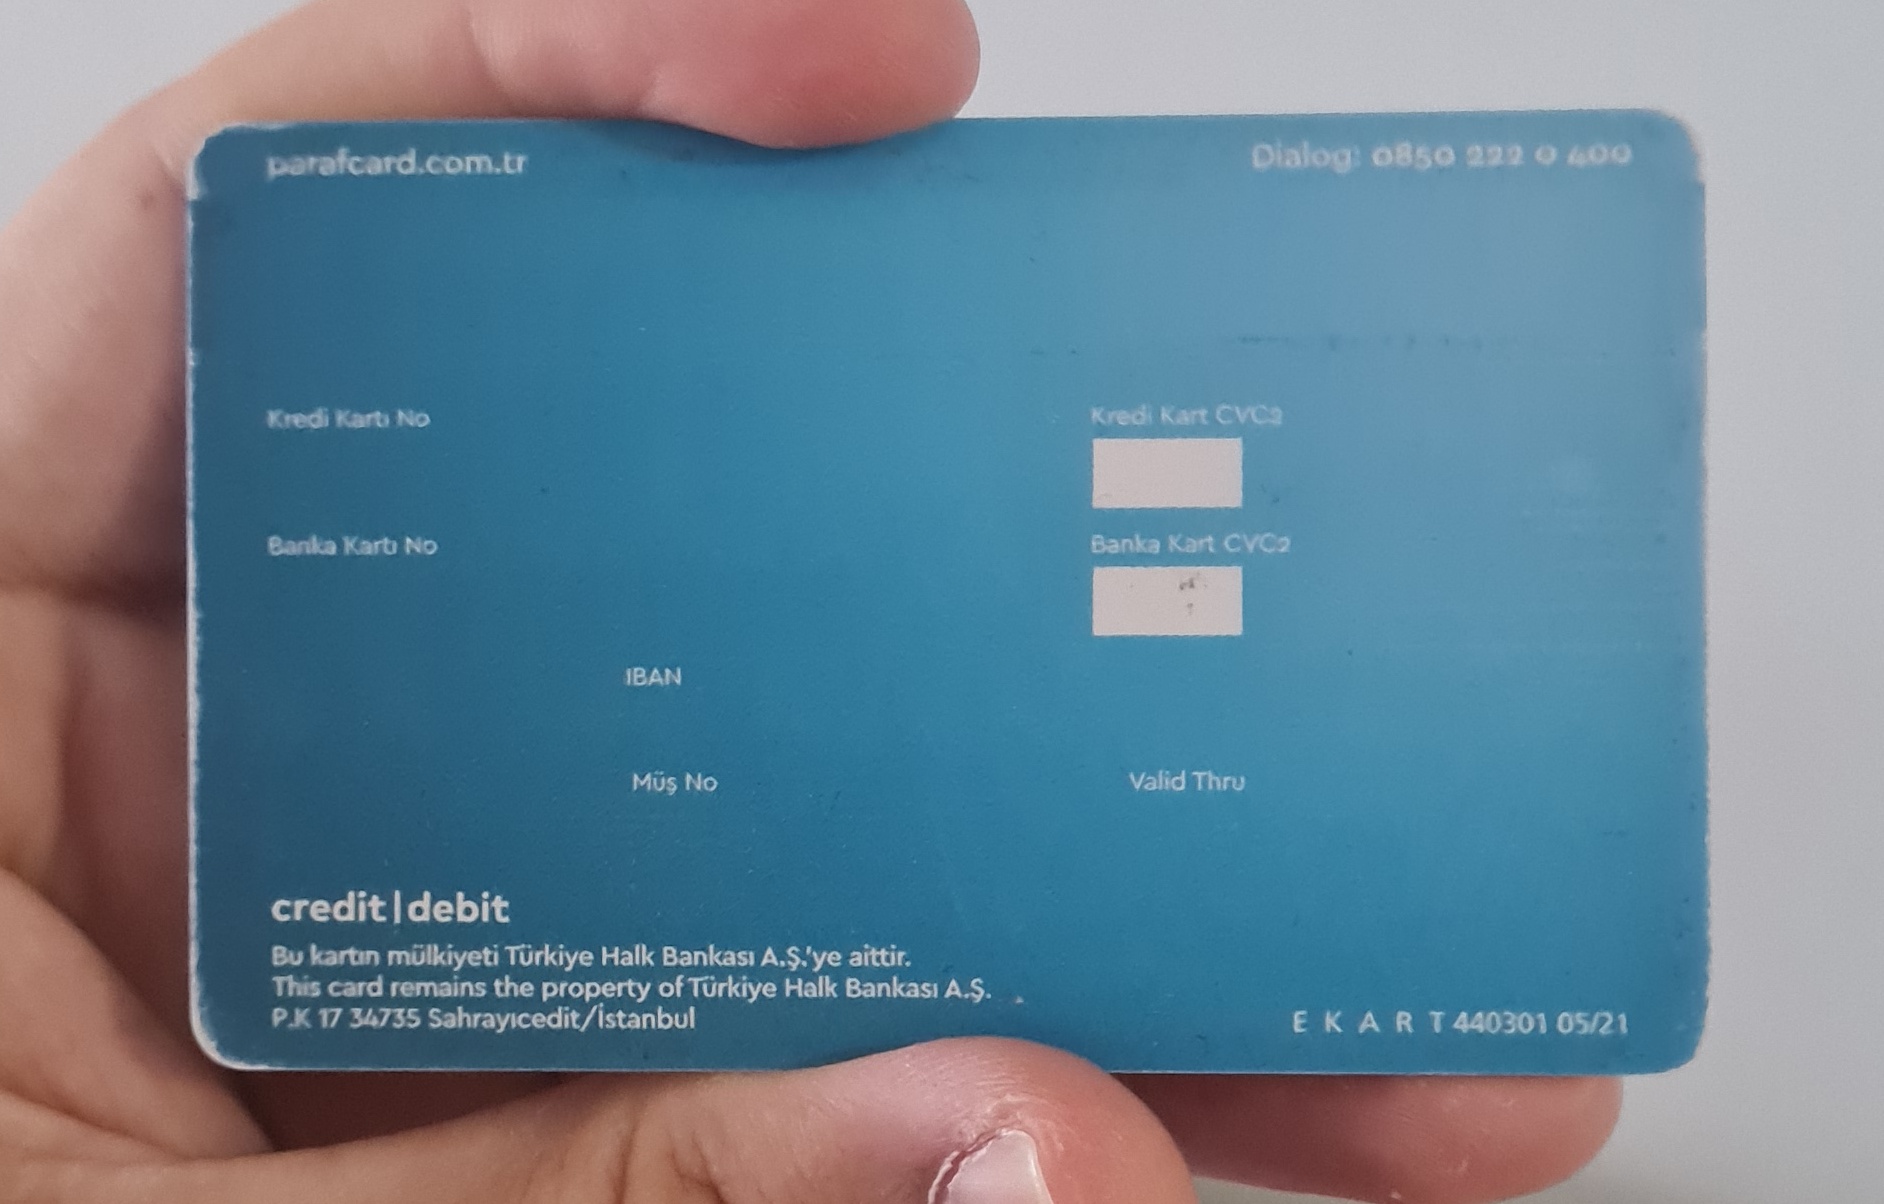 parafcard.com.tr
Dialog: 0850 222 0 400
Kredi Kartı No
Kredi Kart CVC2
Banka Kartı No
Banka Kart CVC2
IBAN
Müş No
Valid Thru
credit|debit
Bu kartın mülkiyeti Türkiye Halk Bankası A.Ş.'ye aittir.
This card remains the property of Türkiye Halk Bankası A.Ş.
P.K 17 34735 Sahrayıcedit/İstanbul
E K A R T 440301 05/21